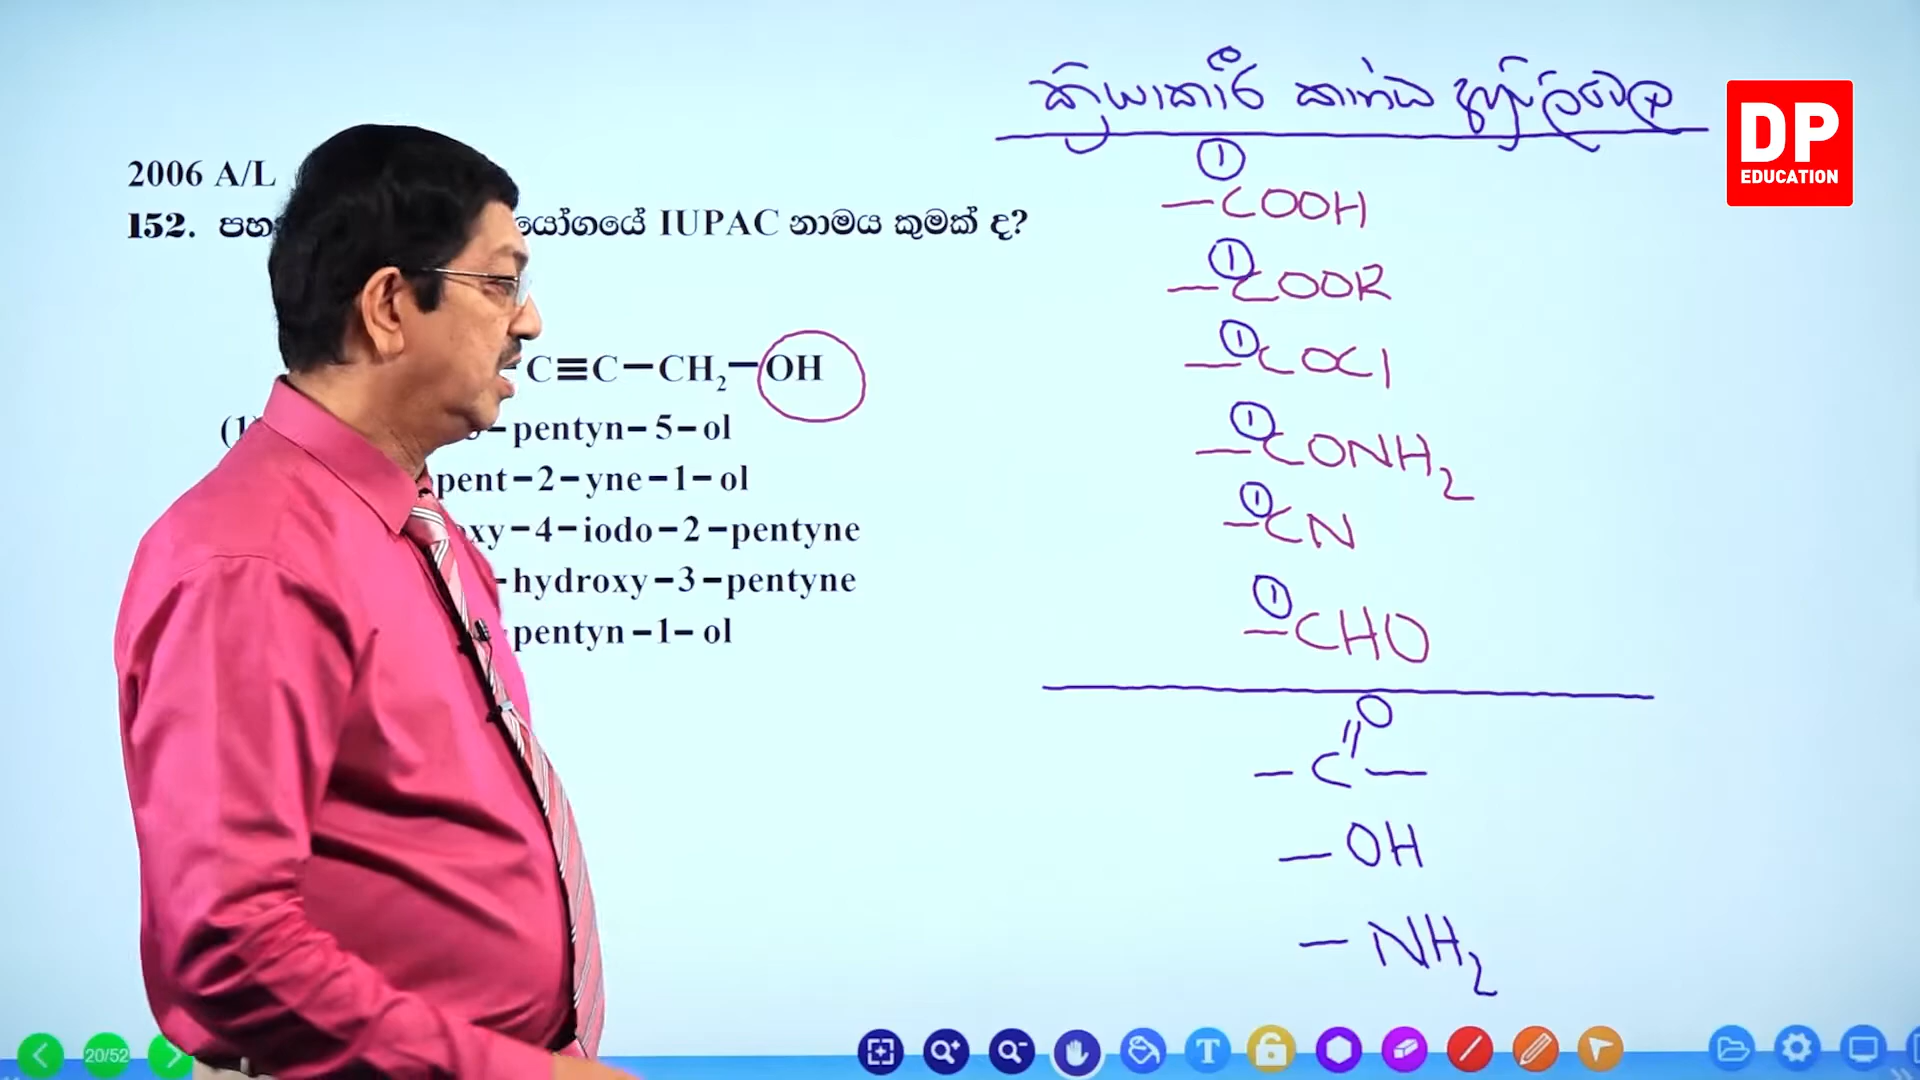 2006 A/L
152. පහ යෝගයේ IUPAC නාමය කුමක් ද?
C≡C−CH₂−OH
(1) −pentyn−5−ol
pent−2−yne−1−ol
oxy−4−iodo−2−pentyne
−hydroxy−3−pentyne
−pentyn−1−ol
ක්‍රියාකාරී කාණ්ඩ
①
−COOH
①
−COOR
①
−COCl
①
−CONH₂
①
−CN
①
−CHO
O
−C−
−OH
−NH₂
DP
EDUCATION
20/52
T